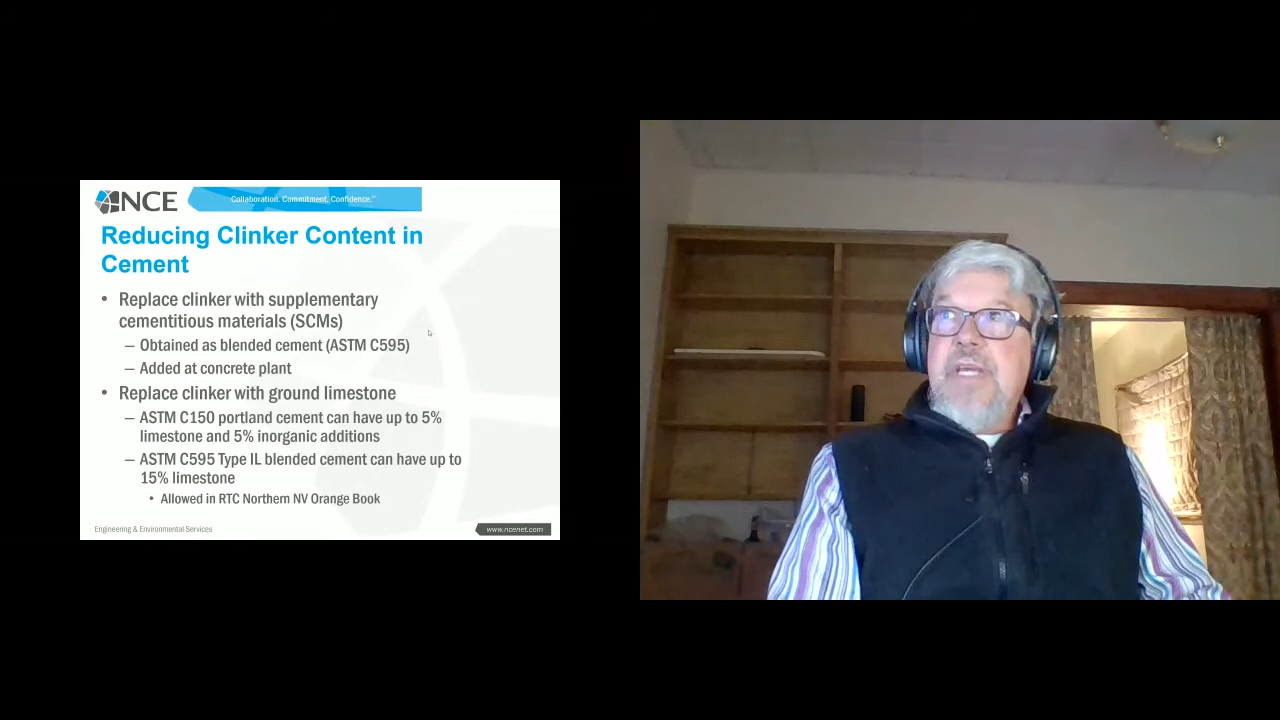 NCE
Collaboration. Commitment. Confidence.™
Reducing Clinker Content in
Cement
• Replace clinker with supplementary
cementitious materials (SCMs)
– Obtained as blended cement (ASTM C595)
– Added at concrete plant
• Replace clinker with ground limestone
– ASTM C150 portland cement can have up to 5%
limestone and 5% inorganic additions
– ASTM C595 Type IL blended cement can have up to
15% limestone
• Allowed in RTC Northern NV Orange Book
Engineering & Environmental Services
www.ncenet.com